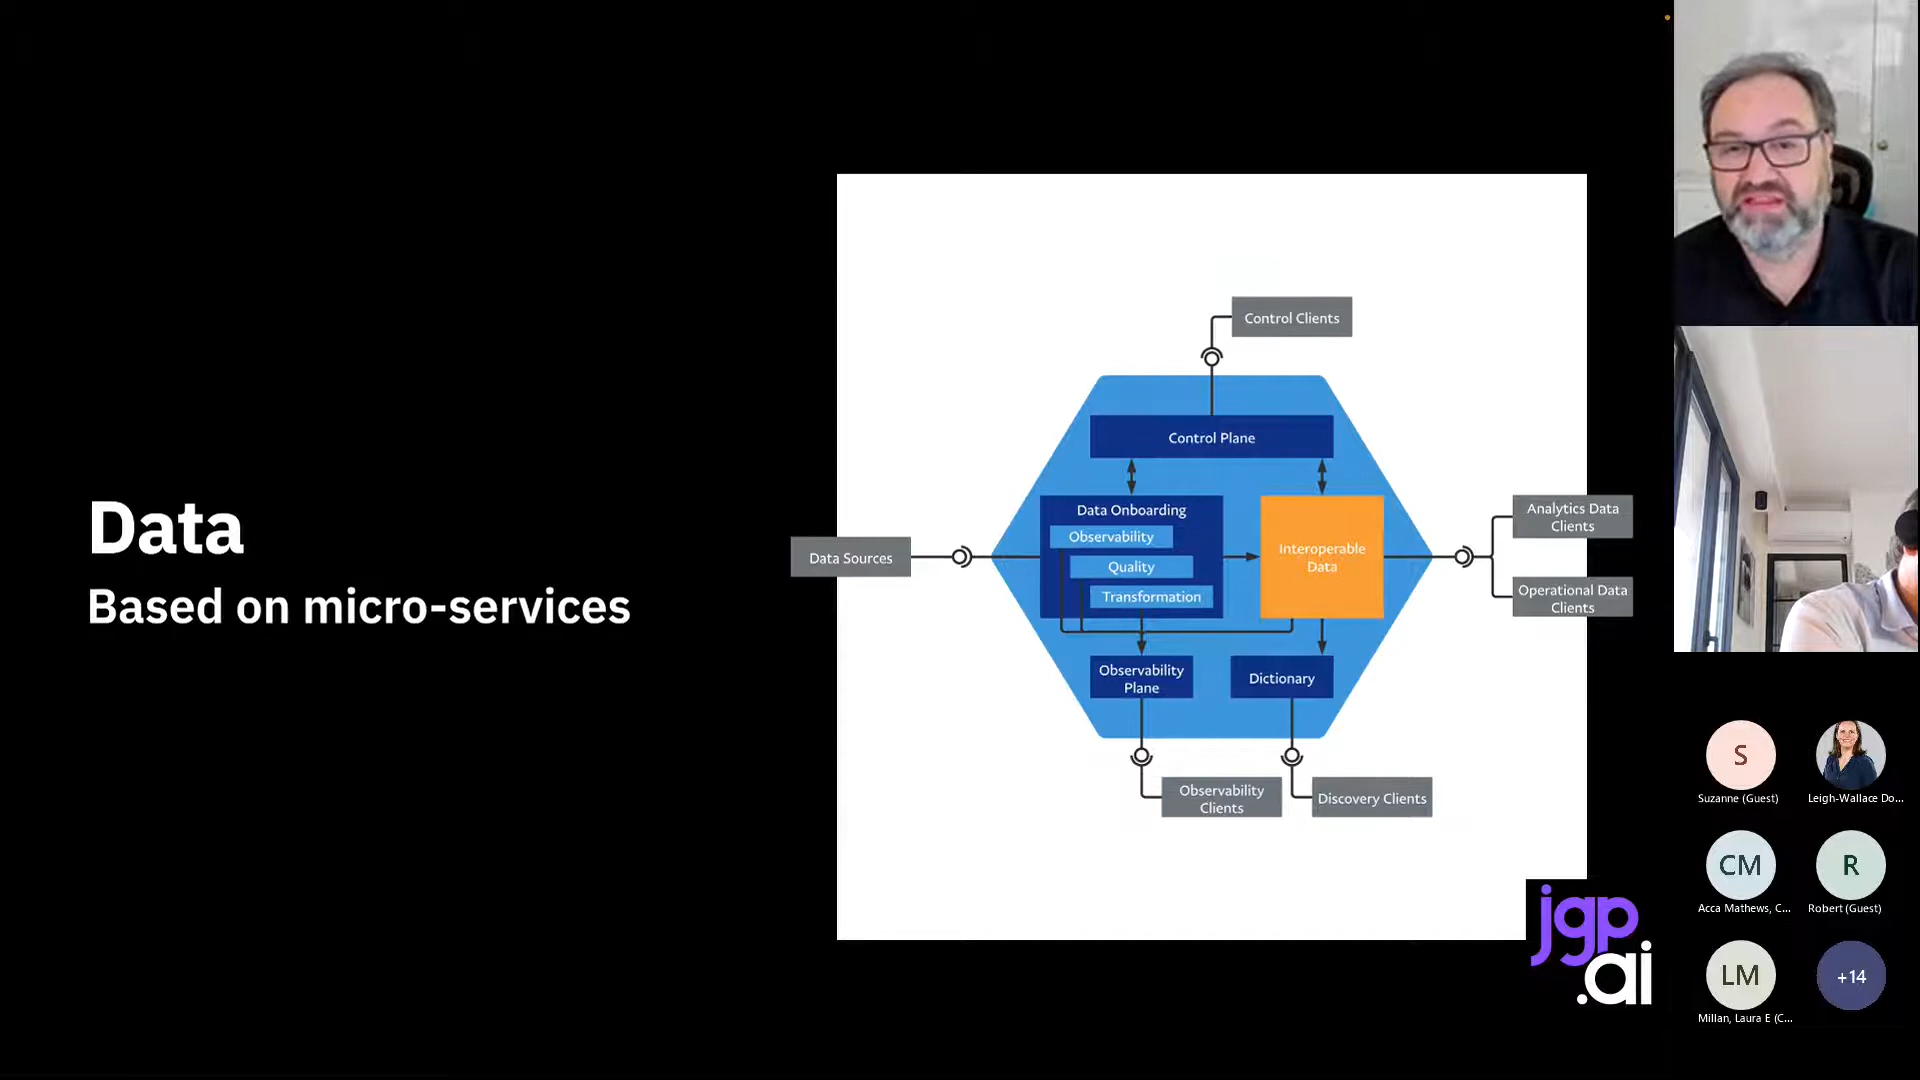 Data
Based on micro-services
Control Clients
Control Plane
Data Onboarding
Observability
Quality
Transformation
Interoperable
Data
Data Sources
Analytics Data
Clients
Operational Data
Clients
Observability
Plane
Dictionary
Observability
Clients
Discovery Clients
jgp
.ai
S
Suzanne (Guest)
Leigh-Wallace Do...
CM
Acca Mathews, C...
R
Robert (Guest)
LM
Millan, Laura E (C...
+14